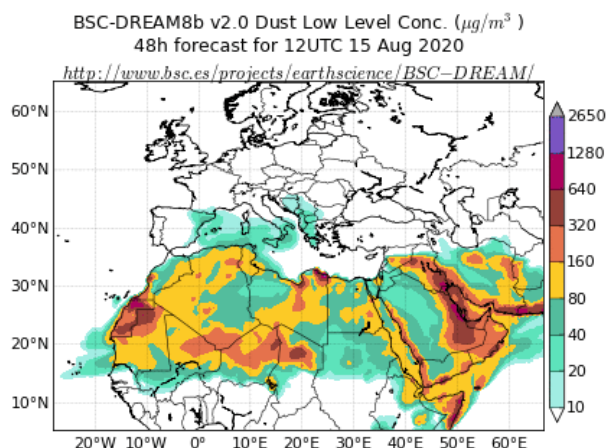 BSC-DREAM8b v2.0 Dust Low Level Conc. (μg/m³ )
48h forecast for 12UTC 15 Aug 2020
http://www.bsc.es/projects/earthscience/BSC−DREAM/
60°N
50°N
40°N
30°N
20°N
10°N
20°W
10°W
0°
10°E
20°E
30°E
40°E
50°E
60°E
2650
1280
640
320
160
80
40
20
10